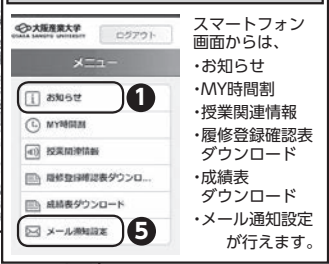 大阪産業大学
OSAKA SANGYO UNIVERSITY
ログアウト
メニュー
お知らせ
1
MY時間割
授業関連情報
履修登録確認表ダウンロ...
成績表ダウンロード
メール通知設定
5
スマートフォン
画面からは、
・お知らせ
・MY時間割
・授業関連情報
・履修登録確認表
ダウンロード
・成績表
ダウンロード
・メール通知設定
が行えます。